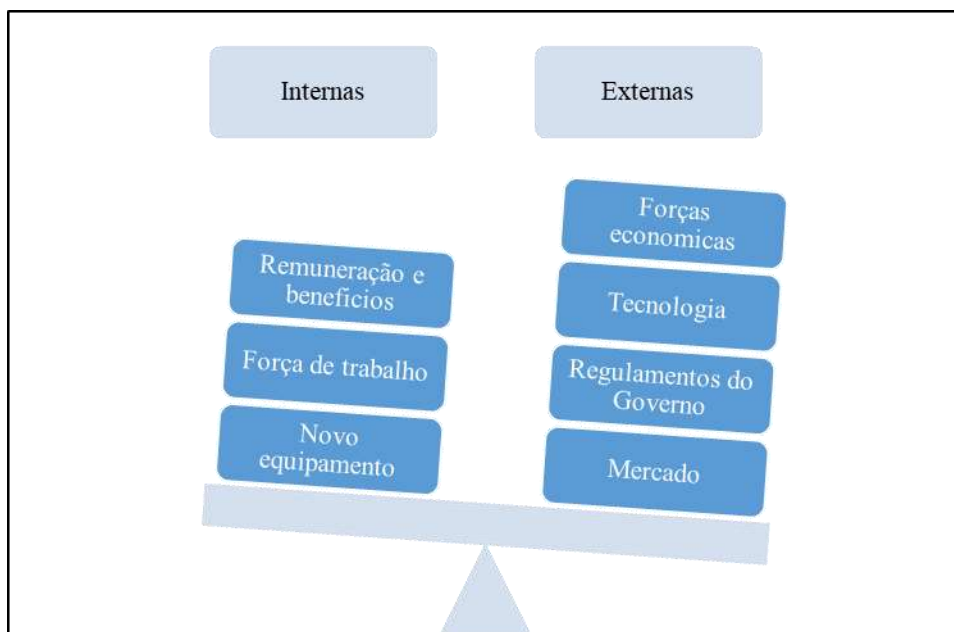 Internas
Externas
Remuneração e
benefícios
Força de trabalho
Novo
equipamento
Forças
economicas
Tecnologia
Regulamentos do
Governo
Mercado